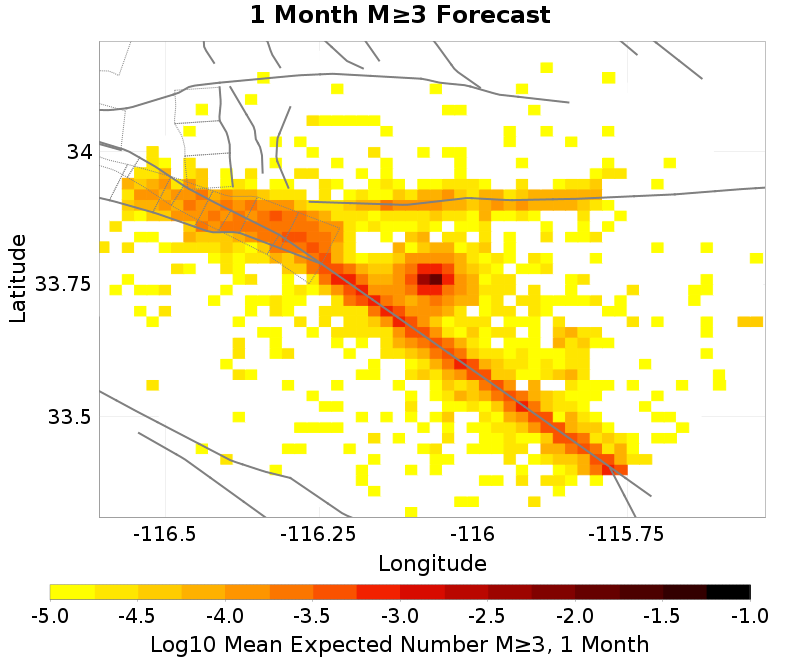 1 Month M≥3 Forecast
34
33.75
33.5
Latitude
-116.5 -116.25 -116 -115.75
Longitude
-5.0 -4.5 -4.0 -3.5 -3.0 -2.5 -2.0 -1.5 -1.0
Log10 Mean Expected Number M≥3, 1 Month